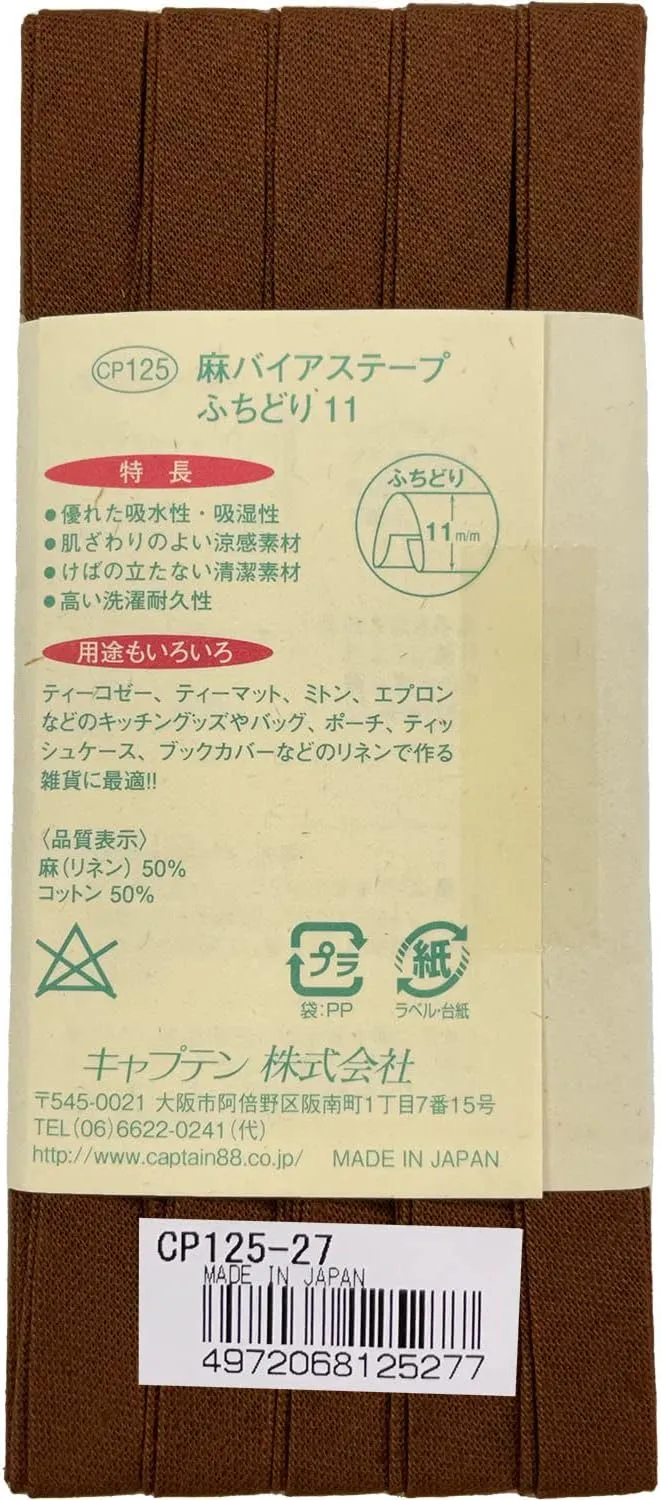 CP125 麻バイアステープ
ふちどり11
特長
●優れた吸水性・吸湿性
●肌ざわりのよい涼感素材
●けばの立たない清潔素材
●高い洗濯耐久性
ふちどり
11m/m
用途もいろいろ
ティーコゼー、ティーマット、ミトン、エプロン
などのキッチングッズやバッグ、ポーチ、ティッ
シュケース、ブックカバーなどのリネンで作る
雑貨に最適!!
〈品質表示〉
麻(リネン) 50%
コットン 50%
プラ
袋:PP
紙
ラベル・台紙
キャプテン 株式会社
〒545-0021 大阪市阿倍野区阪南町1丁目7番15号
TEL(06)6622-0241(代)
http://www.captain88.co.jp/ MADE IN JAPAN
CP125-27
MADE IN JAPAN
4972068125277